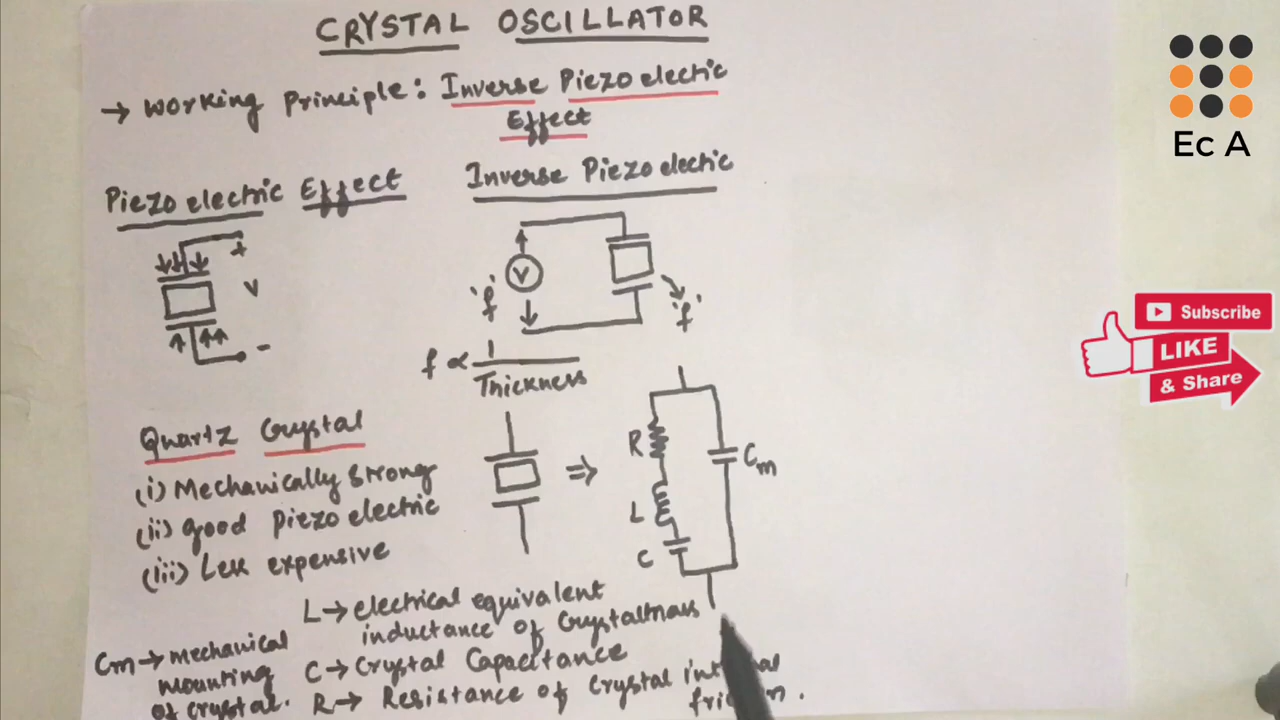 CRYSTAL OSCILLATOR
→ Working Principle: Inverse Piezo electric
Effect
Piezo electric Effect
Inverse Piezo electric
+
V
-
V
'f'
'f'
f ∝ 1
Thickness
Quartz Crystal
(i) Mechanically strong
(ii) good Piezo electric
(iii) Less expensive
⇒
R
L
C
Cm
L → electrical equivalent
inductance of Crystal mass
C → Crystal Capacitance
R → Resistance of Crystal
Cm → mechanical
mounting
of crystal.
Ec A
Subscribe
LIKE
& Share